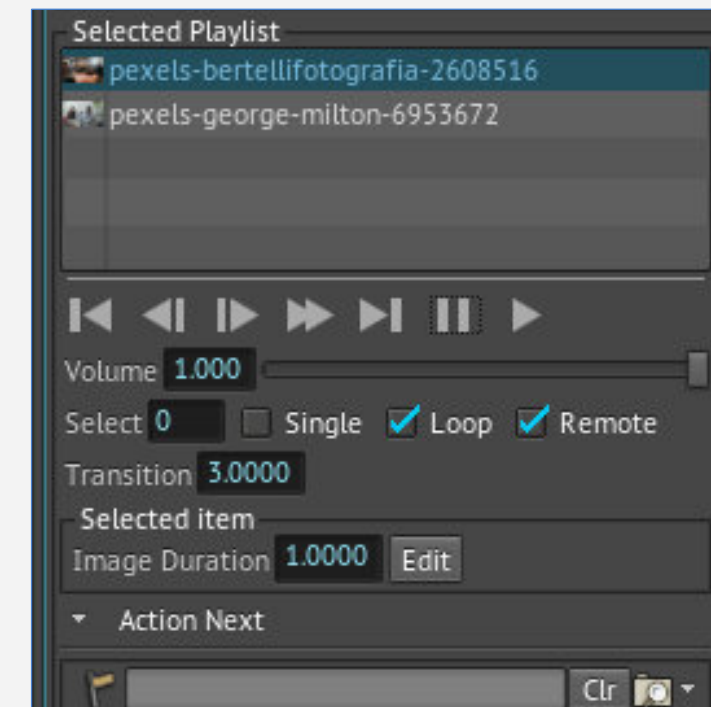 Selected Playlist
pexels-bertellifotografia-2608516
pexels-george-milton-6953672
Volume 1.000
Select 0 Single Loop Remote
Transition 3.0000
Selected item
Image Duration 1.0000 Edit
Action Next
Clr